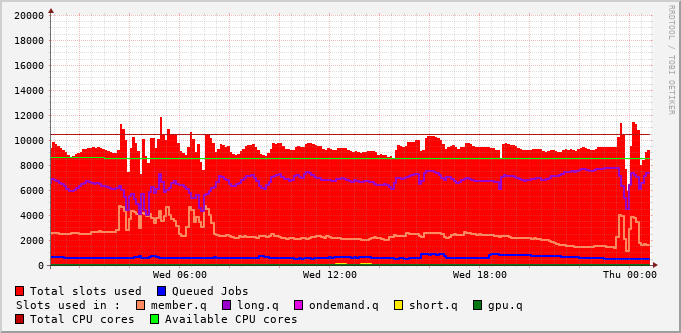 RRDTOOL / TOBI OETIKER
20000
18000
16000
14000
12000
10000
8000
6000
4000
2000
0
Wed 06:00 Wed 12:00 Wed 18:00 Thu 00:00
Total slots used Queued Jobs
Slots used in : member.q long.q ondemand.q short.q gpu.q
Total CPU cores Available CPU cores